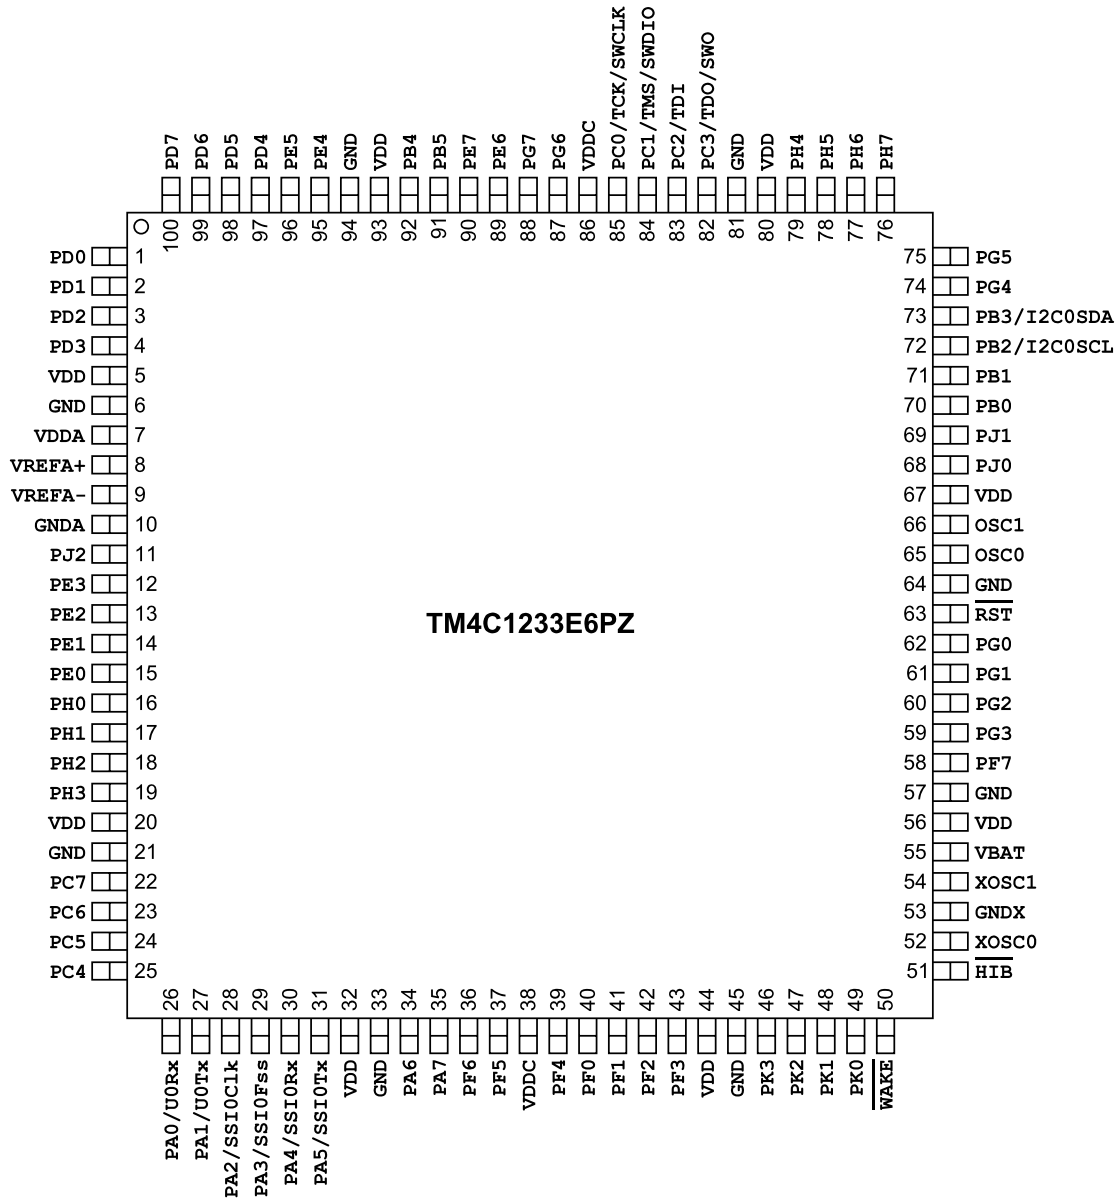 PD7
PD6
PD5
PD4
PE5
PE4
GND
VDD
PB4
PB5
PE7
PE6
PG7
PG6
VDDC
PC0/TCK/SWCLK
PC1/TMS/SWDIO
PC2/TDI
PC3/TDO/SWO
GND
VDD
PH4
PH5
PH6
PH7
100
99
98
97
96
95
94
93
92
91
90
89
88
87
86
85
84
83
82
81
80
79
78
77
76
PD0 1
PD1 2
PD2 3
PD3 4
VDD 5
GND 6
VDDA 7
VREFA+ 8
VREFA- 9
GNDA 10
PJ2 11
PE3 12
PE2 13
PE1 14
PE0 15
PH0 16
PH1 17
PH2 18
PH3 19
VDD 20
GND 21
PC7 22
PC6 23
PC5 24
PC4 25
TM4C1233E6PZ
75 PG5
74 PG4
73 PB3/I2C0SDA
72 PB2/I2C0SCL
71 PB1
70 PB0
69 PJ1
68 PJ0
67 VDD
66 OSC1
65 OSC0
64 GND
63 RST
62 PG0
61 PG1
60 PG2
59 PG3
58 PF7
57 GND
56 VDD
55 VBAT
54 XOSC1
53 GNDX
52 XOSC0
51 HIB
26
27
28
29
30
31
32
33
34
35
36
37
38
39
40
41
42
43
44
45
46
47
48
49
50
PA0/U0Rx
PA1/U0Tx
PA2/SSI0Clk
PA3/SSI0Fss
PA4/SSI0Rx
PA5/SSI0Tx
VDD
GND
PA6
PA7
PF6
PF5
VDDC
PF4
PF0
PF1
PF2
PF3
VDD
GND
PK3
PK2
PK1
PK0
WAKE